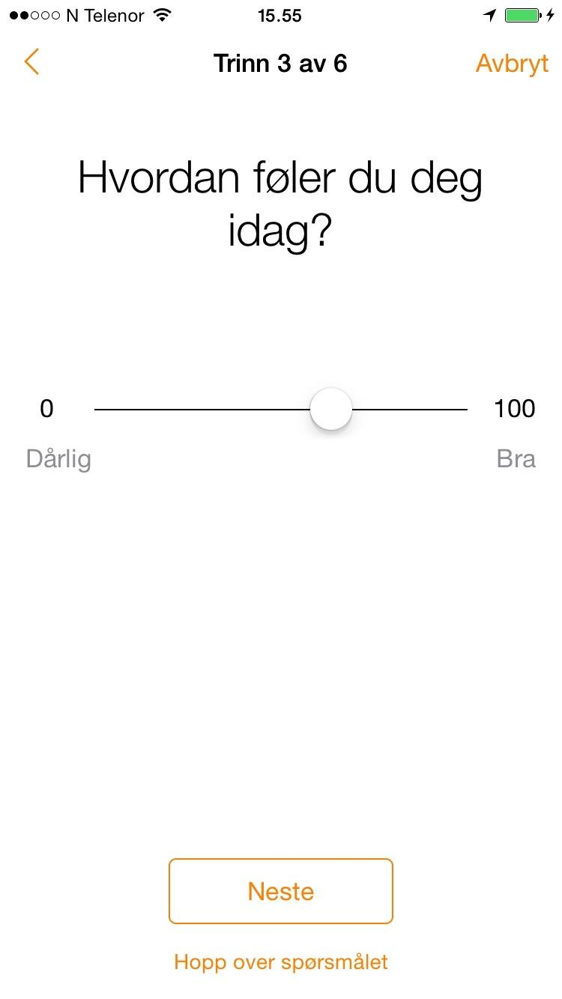 N Telenor 15.55
Trinn 3 av 6 Avbryt
Hvordan føler du deg
idag?
0 100
Dårlig Bra
Neste
Hopp over spørsmålet